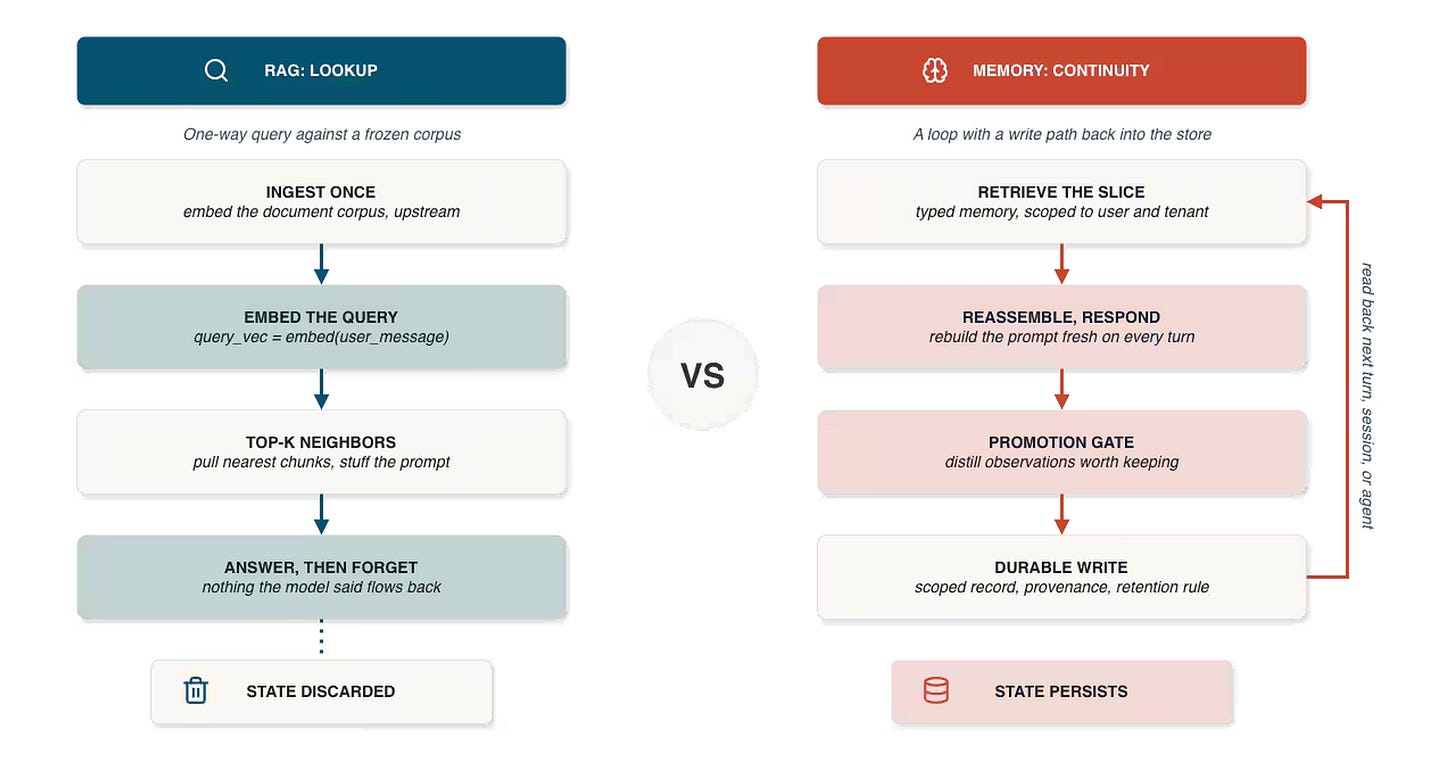 RAG: LOOKUP
One-way query against a frozen corpus
INGEST ONCE
embed the document corpus, upstream
EMBED THE QUERY
query_vec = embed(user_message)
TOP-K NEIGHBORS
pull nearest chunks, stuff the prompt
ANSWER, THEN FORGET
nothing the model said flows back
STATE DISCARDED
VS
MEMORY: CONTINUITY
A loop with a write path back into the store
RETRIEVE THE SLICE
typed memory, scoped to user and tenant
REASSEMBLE, RESPOND
rebuild the prompt fresh on every turn
PROMOTION GATE
distill observations worth keeping
DURABLE WRITE
scoped record, provenance, retention rule
STATE PERSISTS
read back next turn, session, or agent